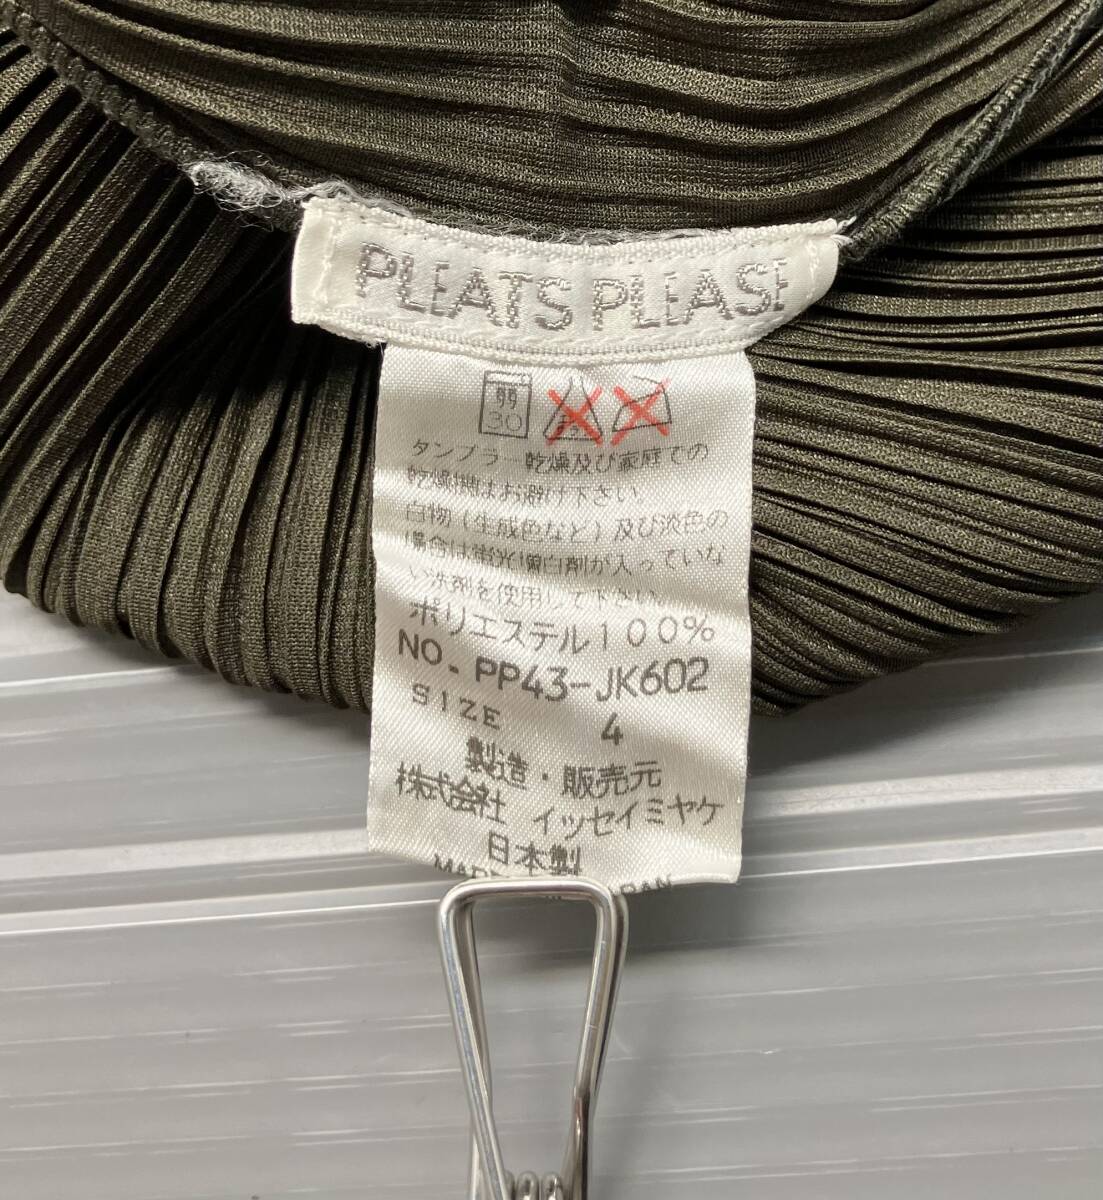 PLEATS PLEASE
弱
30
タンブラー乾燥及び家庭での
乾燥機はお避け下さい
白物(生成色など)及び淡色の
場合は蛍光増白剤が入っていな
い洗剤を使用して下さい。
ポリエステル100%
NO.PP43-JK602
SIZE 4
製造・販売元
株式会社 イッセイミヤケ
日本製